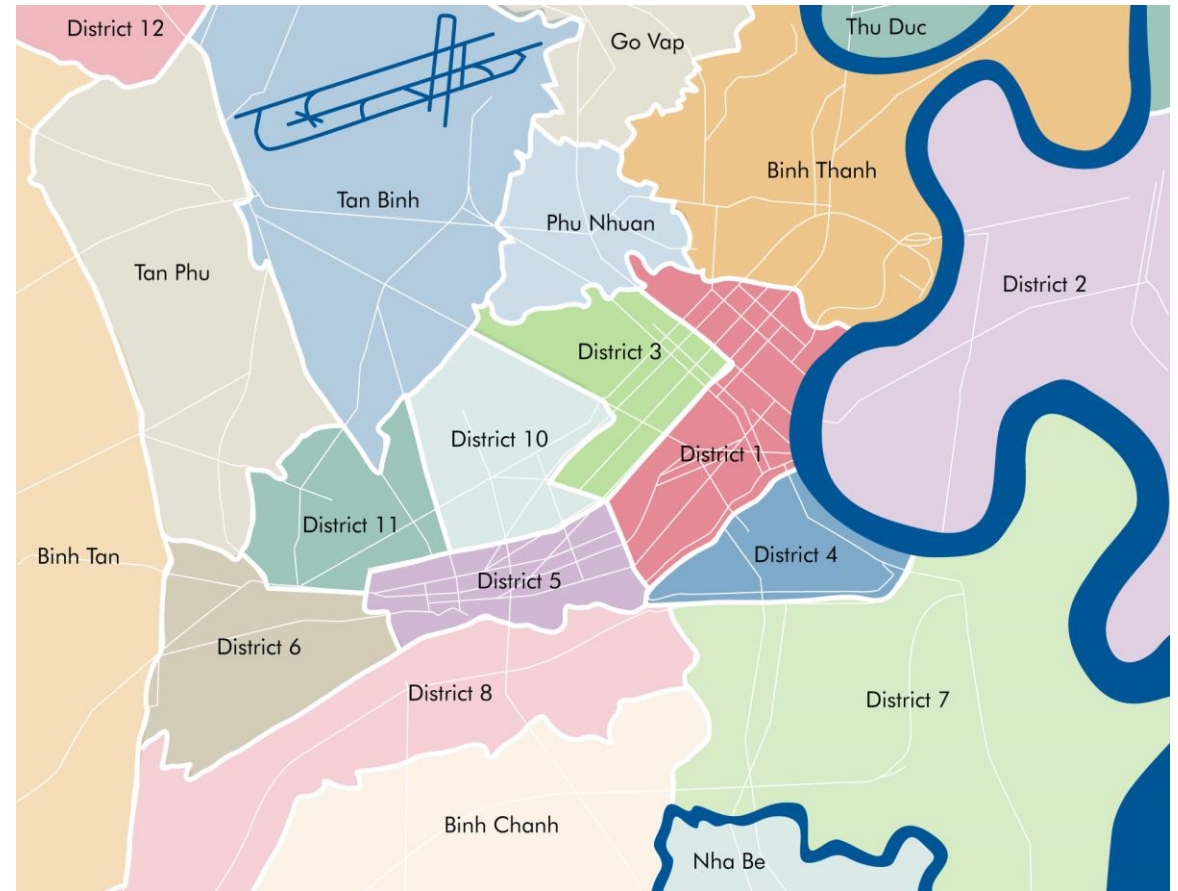 District 12
Go Vap
Thu Duc
Binh Thanh
Tan Binh
Phu Nhuan
Tan Phu
District 2
District 3
District 10
District 1
District 11
Binh Tan
District 4
District 5
District 6
District 8
District 7
Binh Chanh
Nha Be